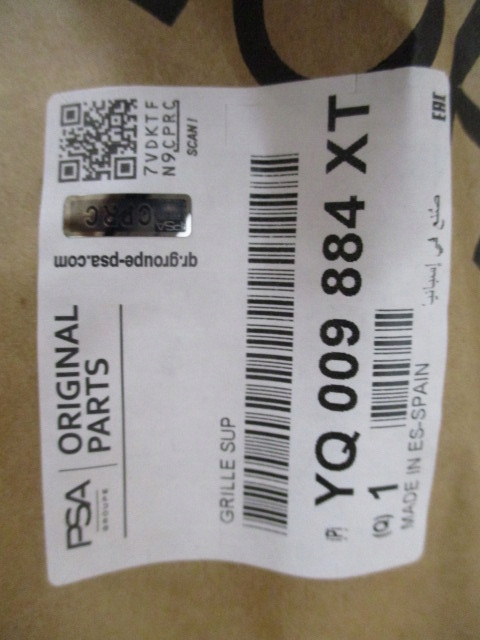 PSA
GROUPE
ORIGINAL
PARTS
qr.groupe-psa.com
CPRC
7VDKTF
N9CPRC
SCAN!
GRILLE SUP
(P) YQ 009 884 XT
(Q) 1
MADE IN ES-SPAIN
صنع في إسبانيا
EAC